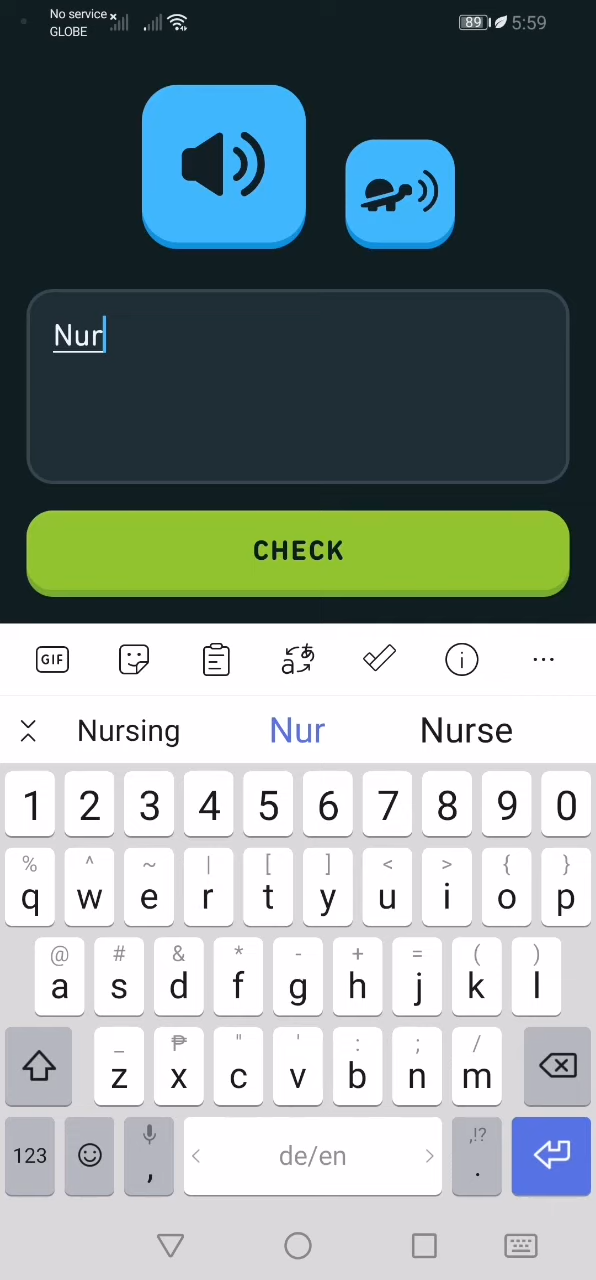 No service
GLOBE
89 5:59
Nur
CHECK
GIF
Nursing Nur Nurse
1 2 3 4 5 6 7 8 9 0
% ^ ~ | [ ] < > { }
q w e r t y u i o p
@ # & * - + = ( )
a s d f g h j k l
_ ₱ " ' : ; /
z x c v b n m
123 , < de/en > ,!? .